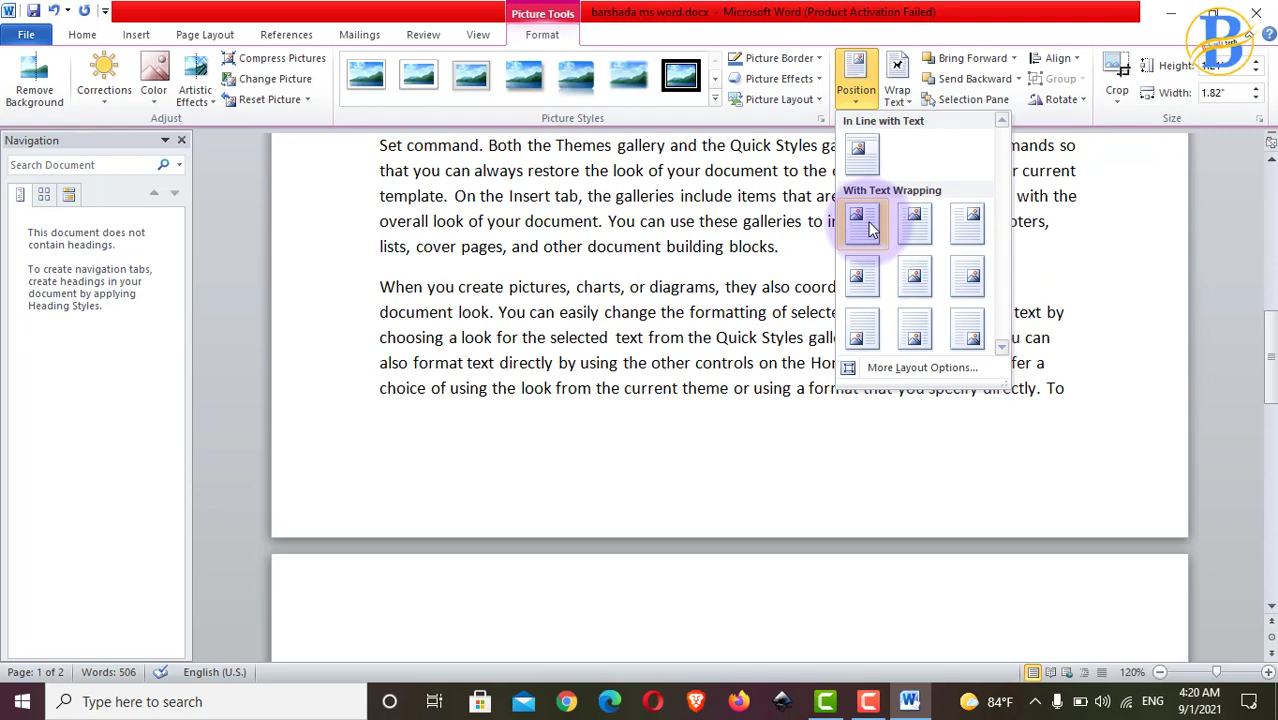 Picture Tools
barshada ms word.docx - Microsoft Word (Product Activation Failed)
File Home Insert Page Layout References Mailings Review View Format
Remove Background
Corrections
Color
Artistic Effects
Compress Pictures
Change Picture
Reset Picture
Adjust
Picture Styles
Picture Border
Picture Effects
Picture Layout
Position
Wrap Text
Bring Forward
Send Backward
Selection Pane
Align
Group
Rotate
Crop
Height:
Width: 1.82"
Size
In Line with Text
With Text Wrapping
More Layout Options...
Navigation
Search Document
This document does not
contain headings.
To create navigation tabs,
create headings in your
document by applying
Heading Styles.
Set command. Both the Themes gallery and the Quick Styles ga mands so
that you can always restore the look of your document to the current
template. On the Insert tab, the galleries include items that are with the
overall look of your document. You can use these galleries to
lists, cover pages, and other document building blocks.
When you create pictures, charts, or diagrams, they also coord
document look. You can easily change the formatting of selecte text by
choosing a look for the selected text from the Quick Styles galle can
also format text directly by using the other controls on the Hom fer a
choice of using the look from the current theme or using a format that you specify directly. To
Page: 1 of 2 Words: 506 English (U.S.) 120%
Type here to search
84°F
ENG
4:20 AM
9/1/2021